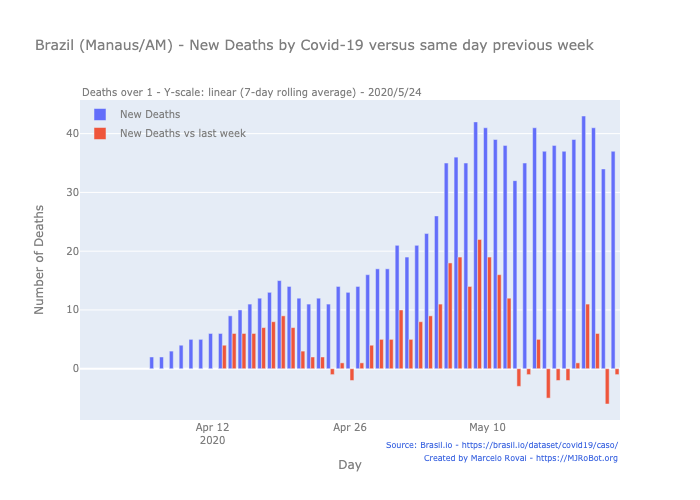 Brazil (Manaus/AM) - New Deaths by Covid-19 versus same day previous week
Deaths over 1 - Y-scale: linear (7-day rolling average) - 2020/5/24
New Deaths
New Deaths vs last week
Number of Deaths
40
30
20
10
0
Apr 12
2020
Apr 26
May 10
Day
Source: Brasil.io - https://brasil.io/dataset/covid19/caso/
Created by Marcelo Rovai - https://MJRoBot.org